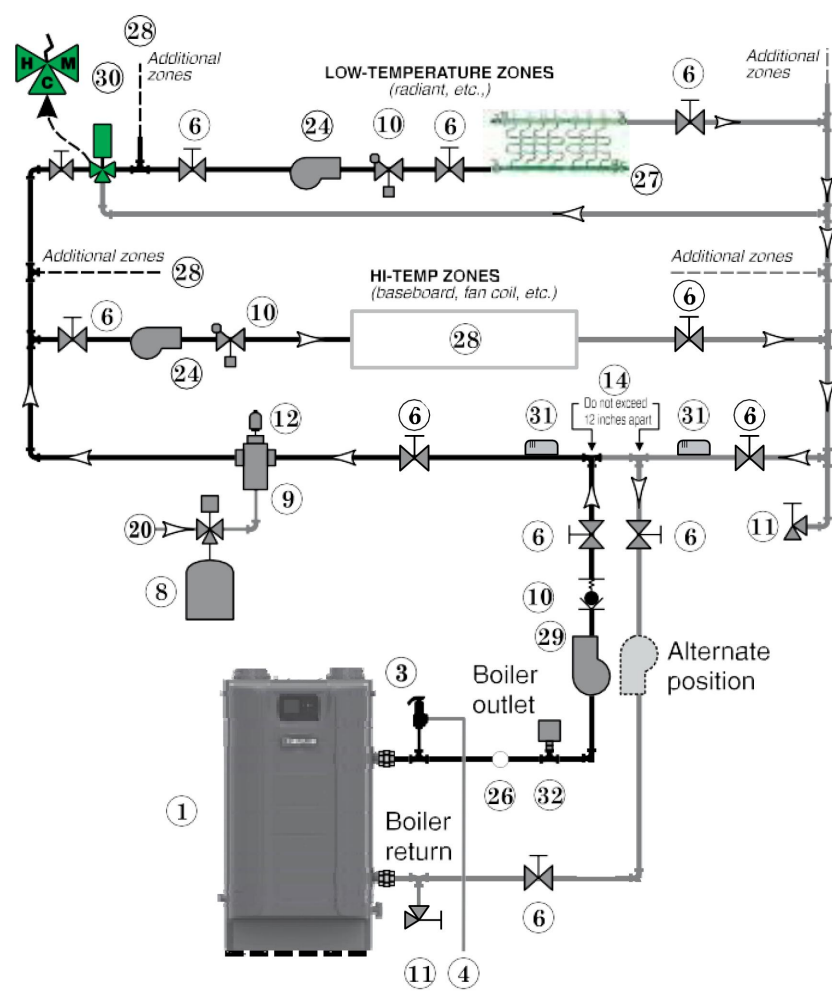 28
Additional
zones
Additional
zones
H M
C
30
LOW-TEMPERATURE ZONES
(radiant, etc.,)
6
6
24
10
6
27
Additional zones
28
HI-TEMP ZONES
(baseboard, fan coil, etc.)
Additional zones
6
10
6
24
28
14
Do not exceed
12 inches apart
12
6
31
31
6
9
20
8
6
6
11
10
29
Alternate
position
3
Boiler
outlet
1
26
32
Boiler
return
6
11
4